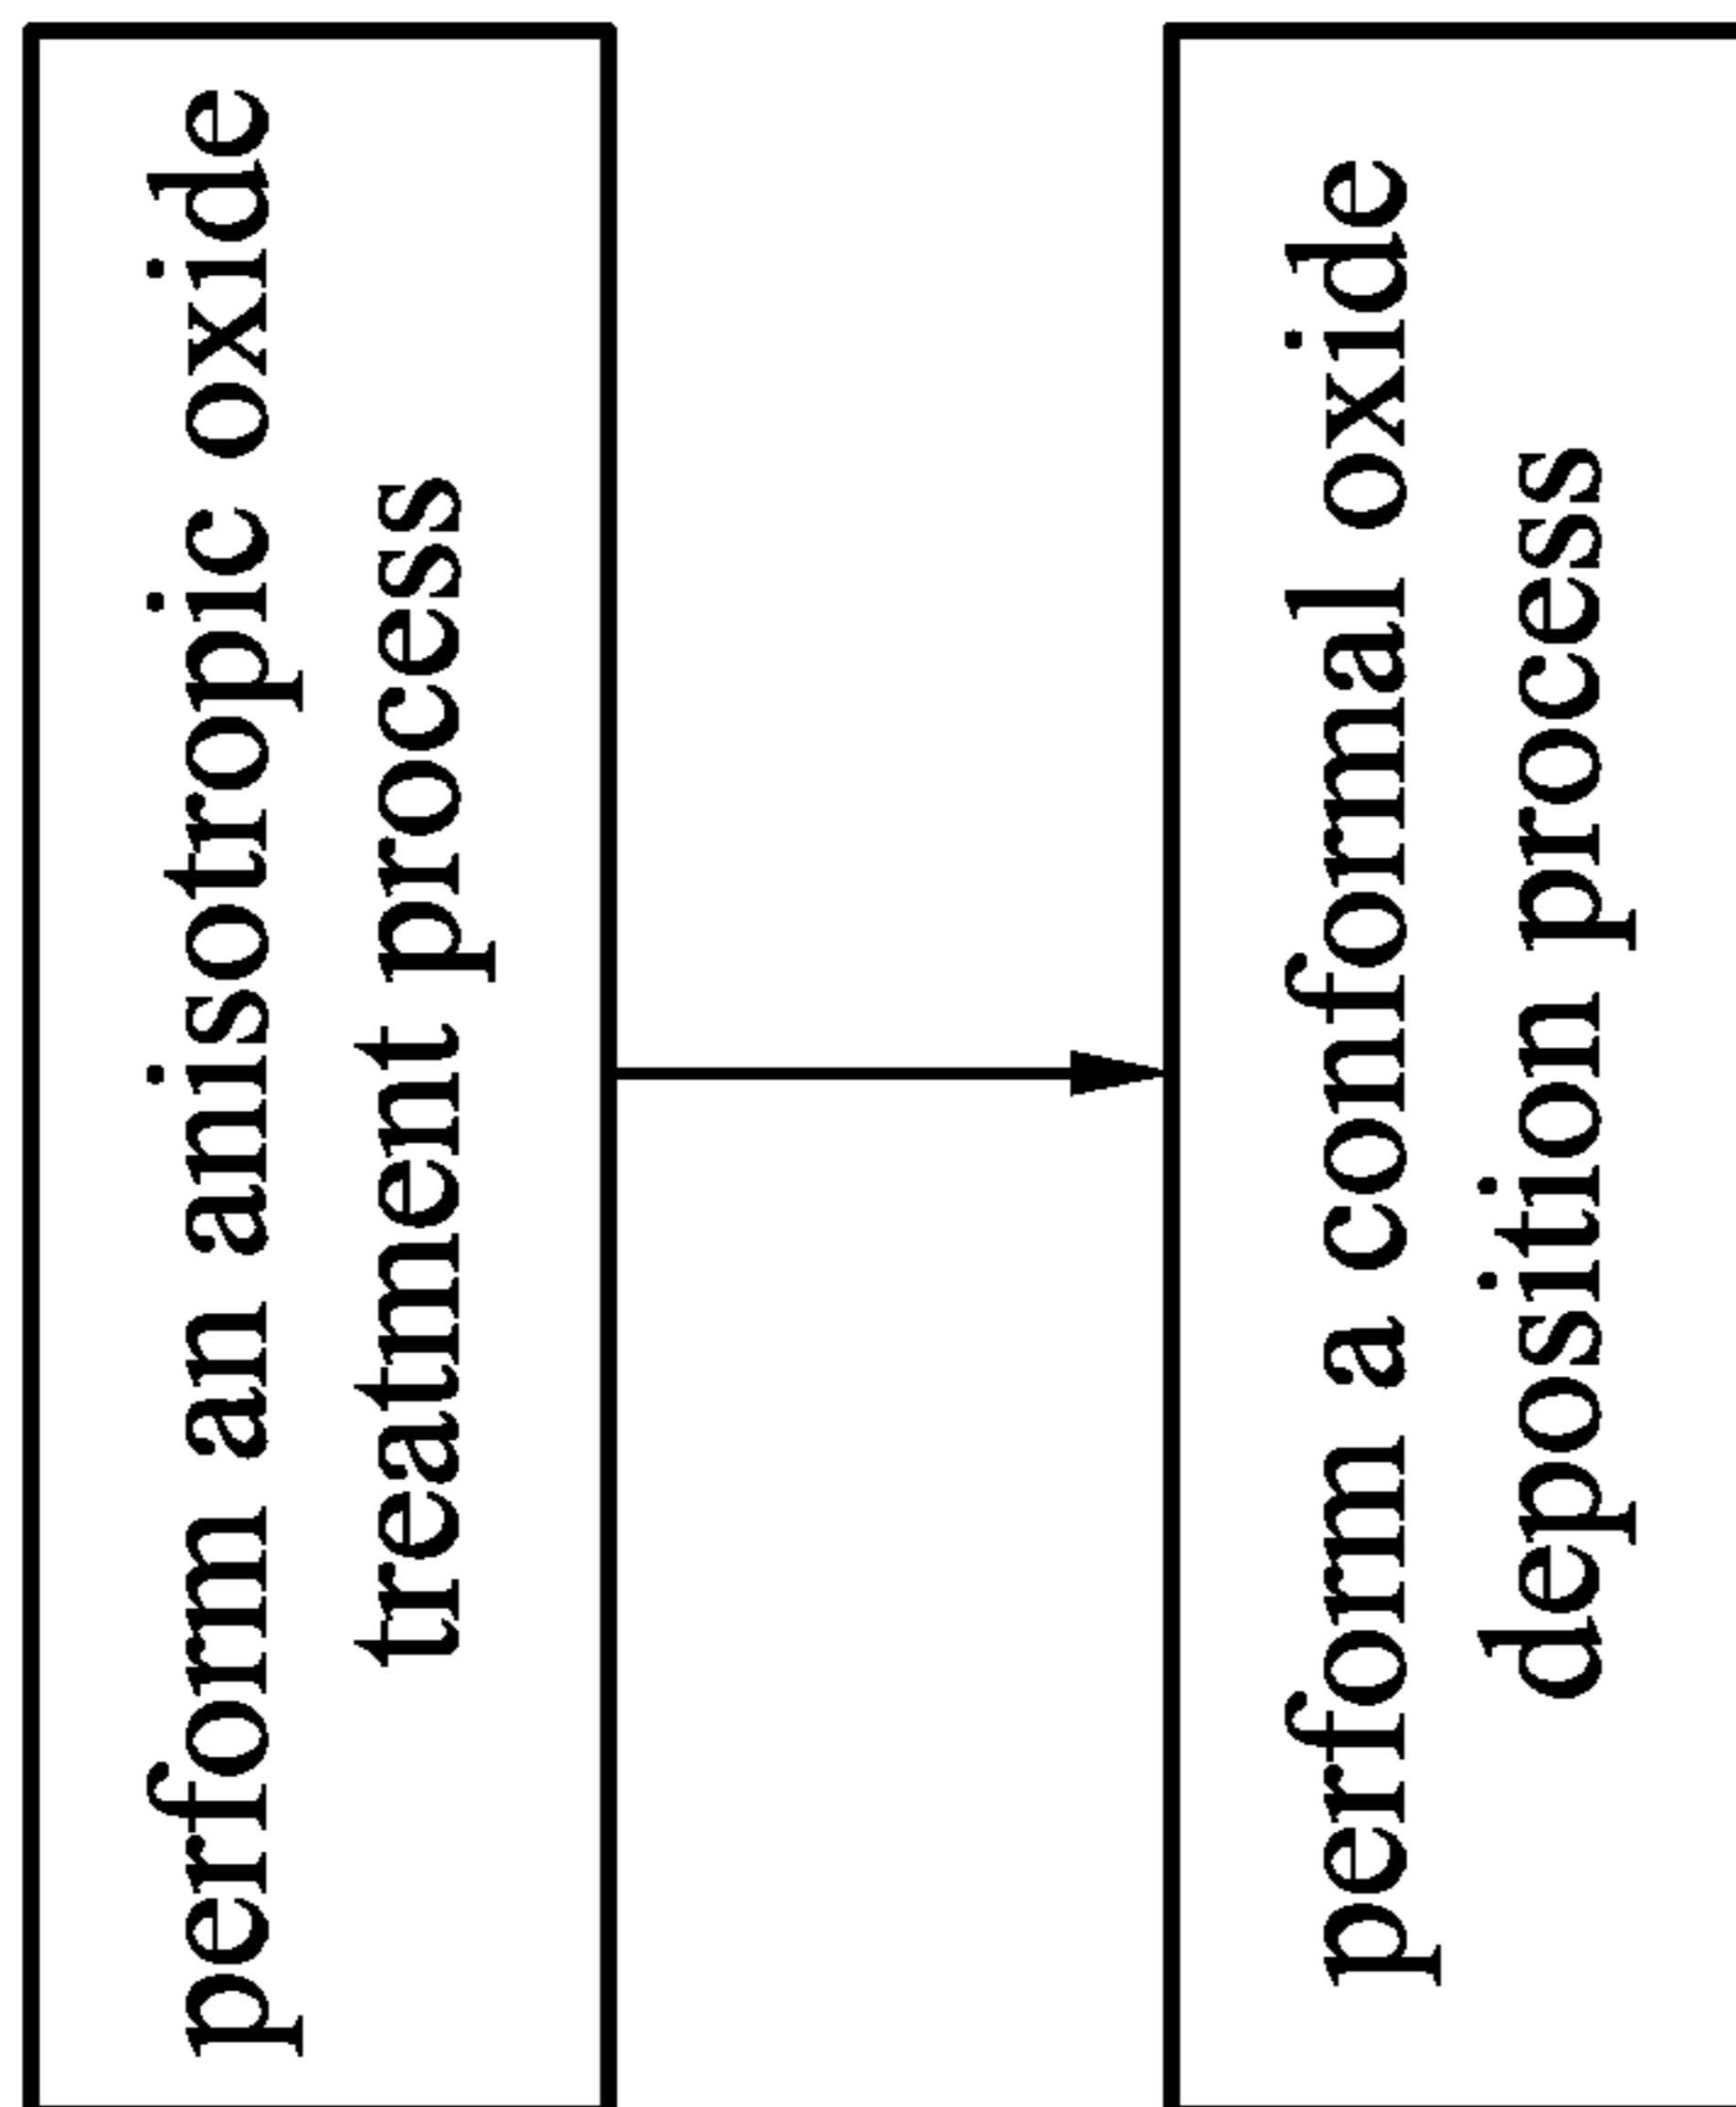 perform an anisotropic oxide
treatment process
perform a conformal oxide
deposition process